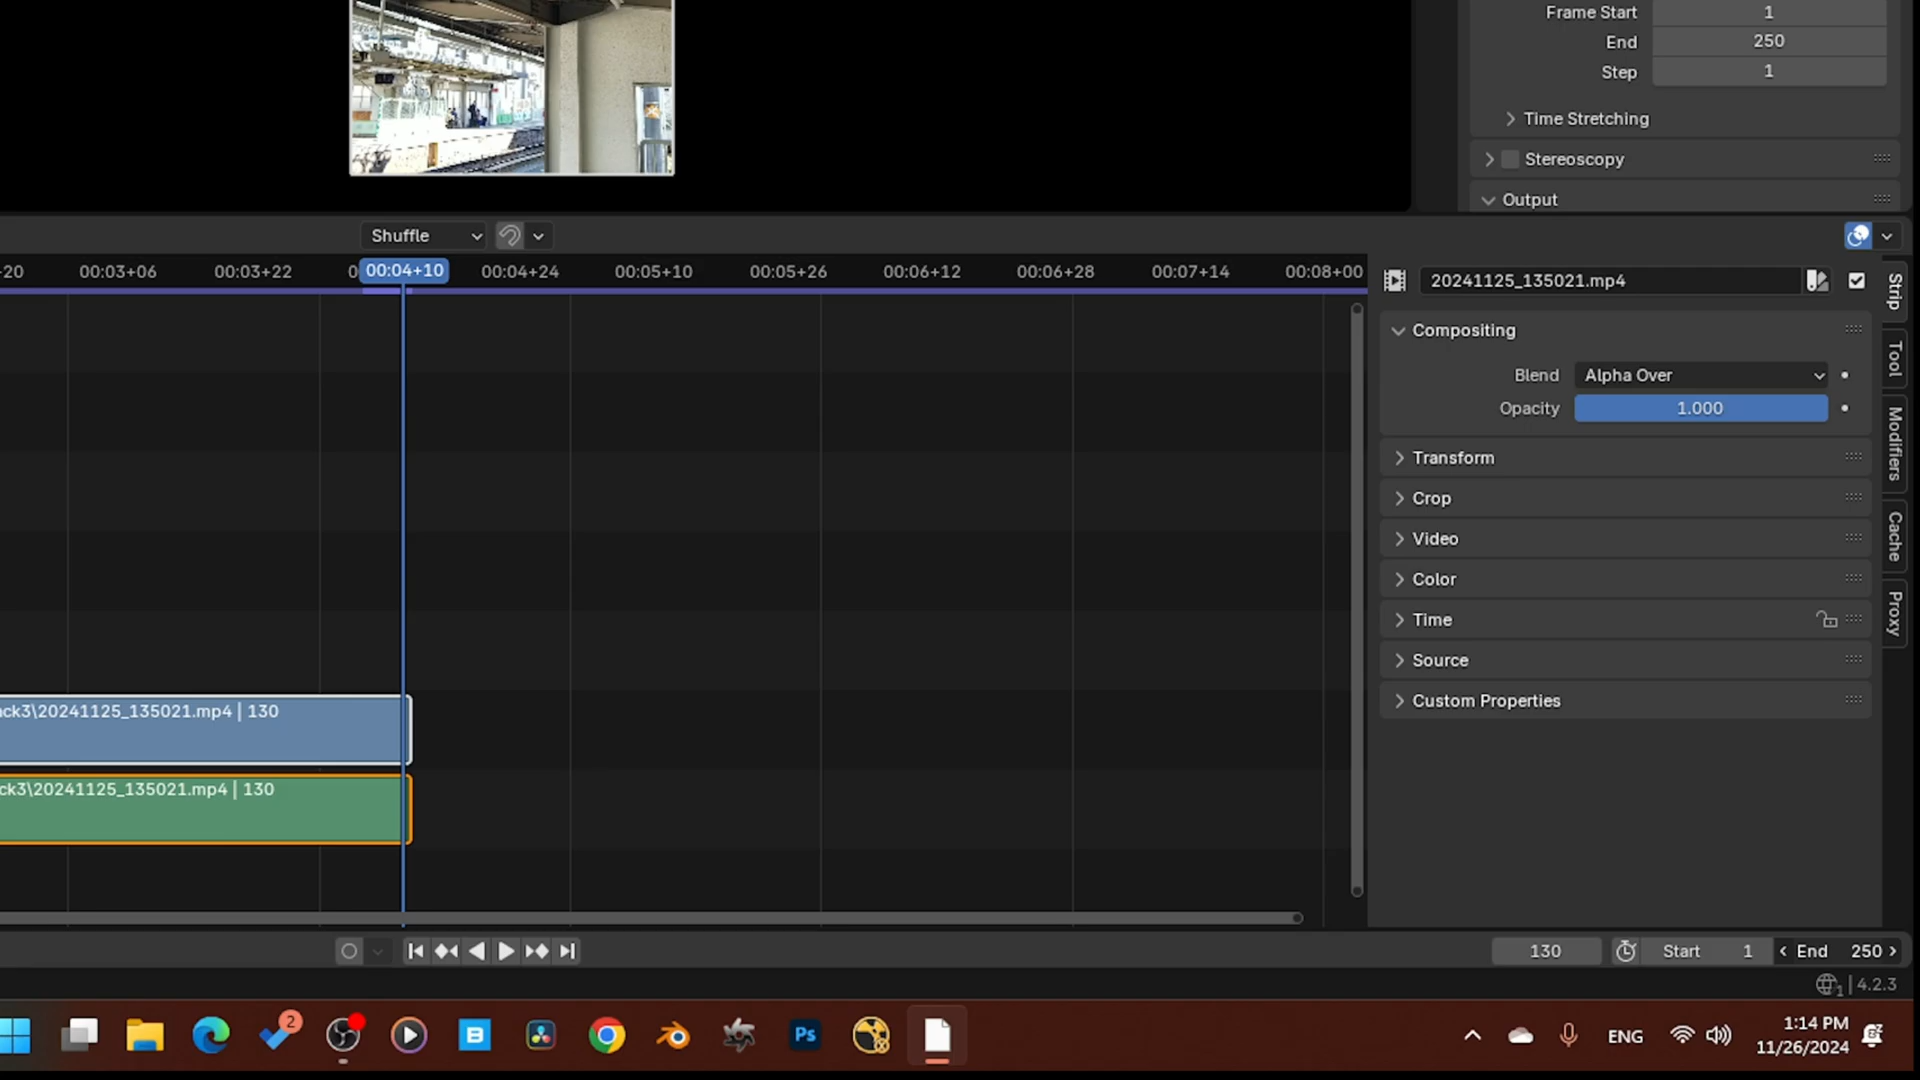 Frame Start 1
End 250
Step 1
Time Stretching
Stereoscopy
Output
Shuffle
-20 00:03+06 00:03+22 0 00:04+10 00:04+24 00:05+10 00:05+26 00:06+12 00:06+28 00:07+14 00:08+00
20241125_135021.mp4
Compositing
Blend Alpha Over
Opacity 1.000
Transform
Crop
Video
Color
Time
Source
Custom Properties
Strip
Tool
Modifiers
Cache
Proxy
ack3\20241125_135021.mp4 | 130
ck3\20241125_135021.mp4 | 130
130 Start 1 End 250
1 | 4.2.3
2
B
Ps
ENG
1:14 PM
11/26/2024